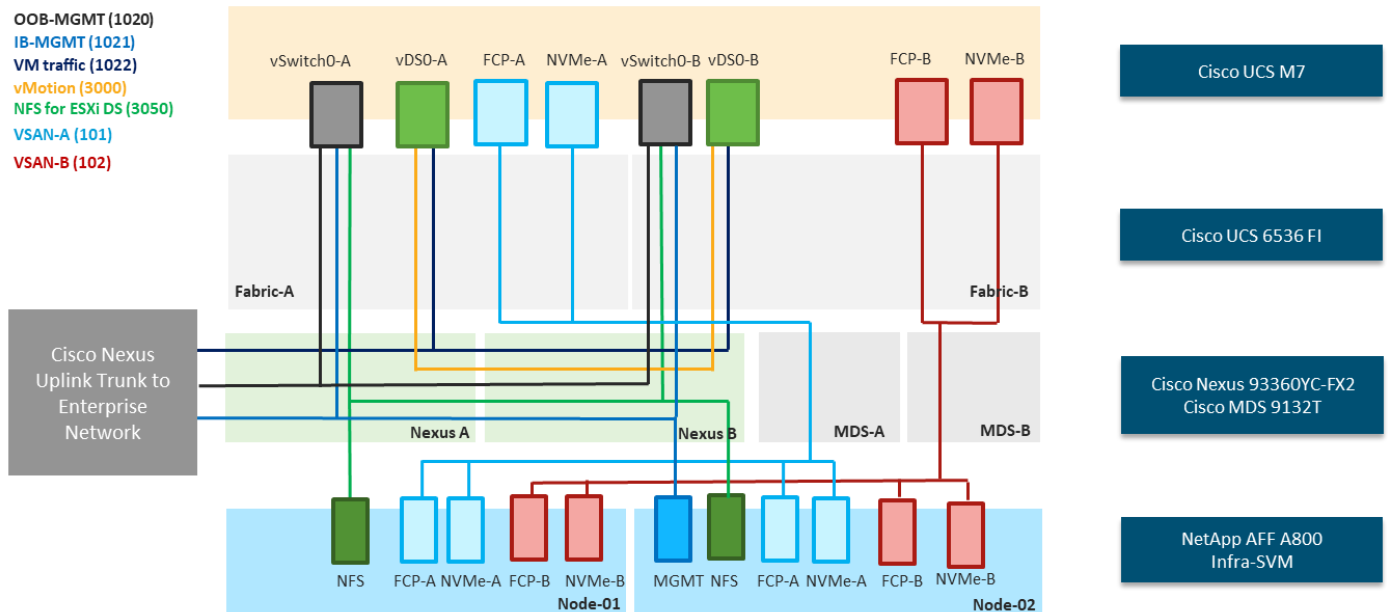 OOB-MGMT (1020)
IB-MGMT (1021)
VM traffic (1022)
vMotion (3000)
NFS for ESXi DS (3050)
VSAN-A (101)
VSAN-B (102)
vSwitch0-A
vDS0-A
FCP-A
NVMe-A
vSwitch0-B
vDS0-B
FCP-B
NVMe-B
Cisco UCS M7
Fabric-A
Fabric-B
Cisco UCS 6536 FI
Cisco Nexus
Uplink Trunk to
Enterprise
Network
Nexus A
Nexus B
MDS-A
MDS-B
Cisco Nexus 93360YC-FX2
Cisco MDS 9132T
NFS
FCP-A
NVMe-A
FCP-B
NVMe-B
Node-01
MGMT
NFS
FCP-A
NVMe-A
FCP-B
NVMe-B
Node-02
NetApp AFF A800
Infra-SVM